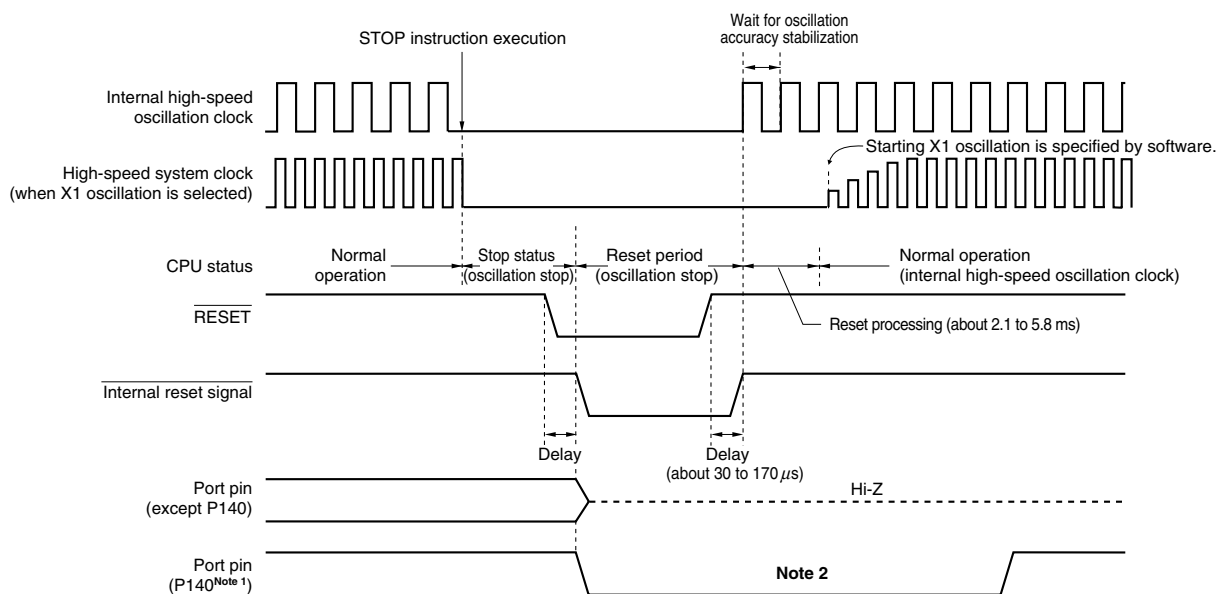 Wait for oscillation
accuracy stabilization
STOP instruction execution
Internal high-speed
oscillation clock
Starting X1 oscillation is specified by software.
High-speed system clock
(when X1 oscillation is selected)
CPU status
Normal
operation
Stop status
(oscillation stop)
Reset period
(oscillation stop)
Normal operation
(internal high-speed oscillation clock)
RESET
Reset processing (about 2.1 to 5.8 ms)
Internal reset signal
Delay
Delay
(about 30 to 170 μs)
Port pin
(except P140)
Hi-Z
Port pin
(P140Note 1)
Note 2